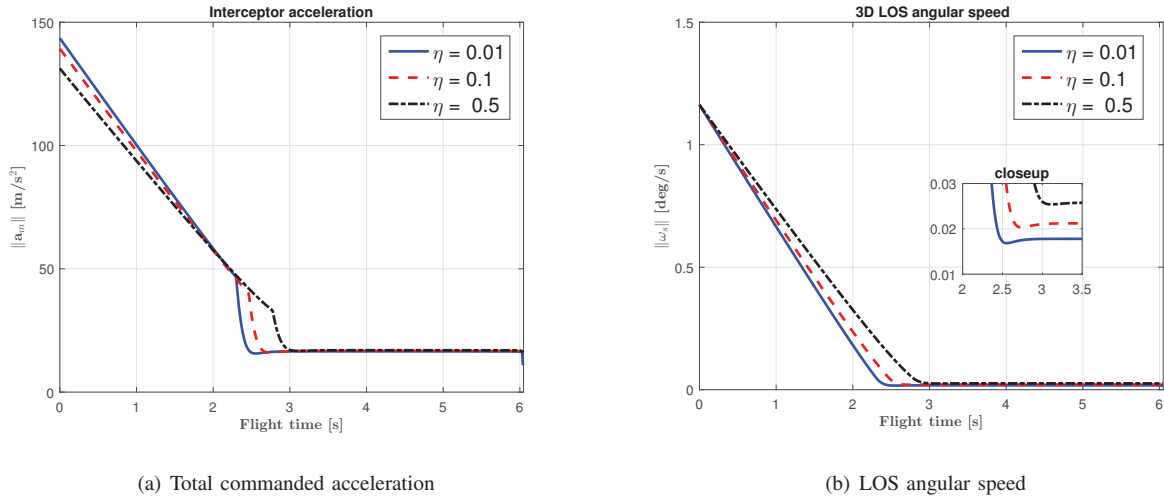 Interceptor acceleration
150
100
50
0
‖a_m‖ [m/s²]
η = 0.01
η = 0.1
η = 0.5
0 1 2 3 4 5 6
Flight time [s]
(a) Total commanded acceleration
3D LOS angular speed
1.5
1
0.5
0
‖ω_s‖ [deg/s]
η = 0.01
η = 0.1
η = 0.5
closeup
0.03
0.02
0.01
2 2.5 3 3.5
0 1 2 3 4 5 6
Flight time [s]
(b) LOS angular speed